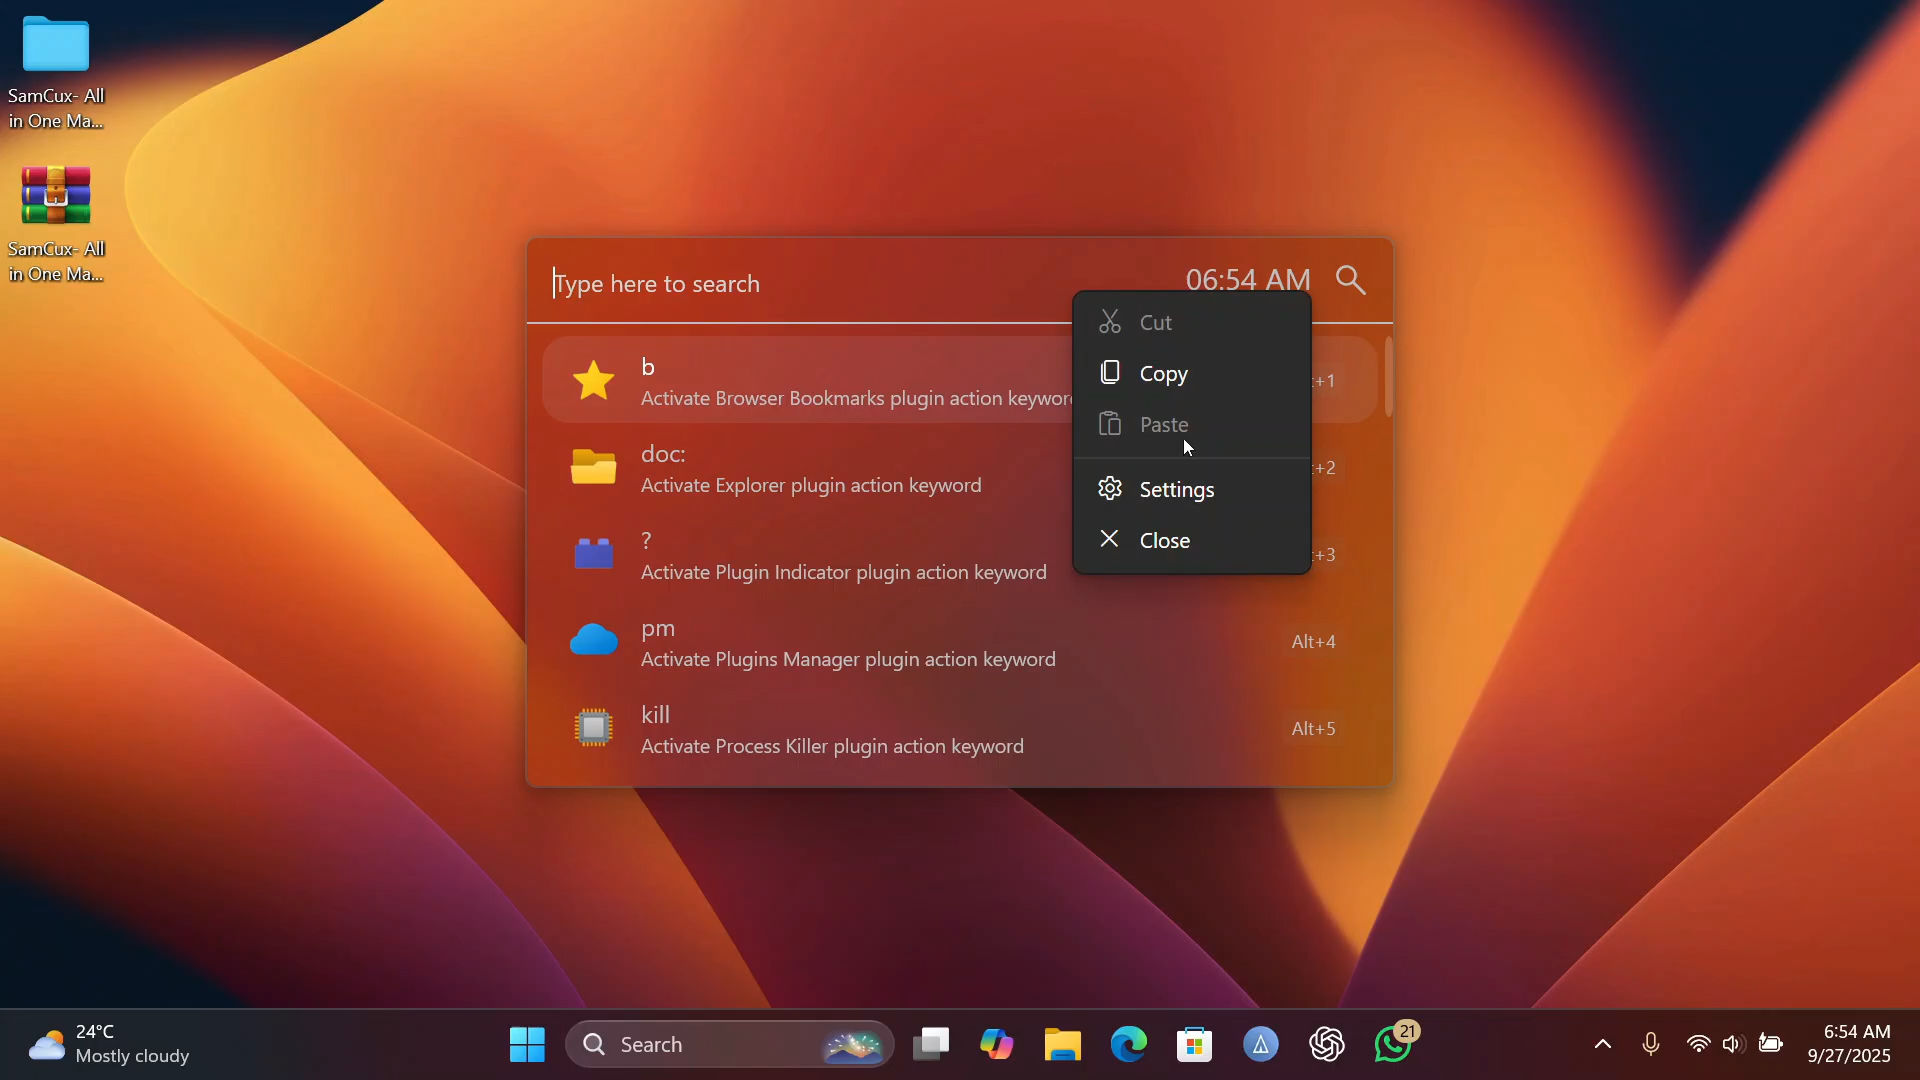 SamCux- All
in One Ma...
SamCux- All
in One Ma...
Type here to search
06:54 AM
b
Activate Browser Bookmarks plugin action keywor
t+1
doc:
Activate Explorer plugin action keyword
t+2
?
Activate Plugin Indicator plugin action keyword
t+3
pm
Activate Plugins Manager plugin action keyword
Alt+4
kill
Activate Process Killer plugin action keyword
Alt+5
Cut
Copy
Paste
Settings
Close
24°C
Mostly cloudy
Search
21
6:54 AM
9/27/2025